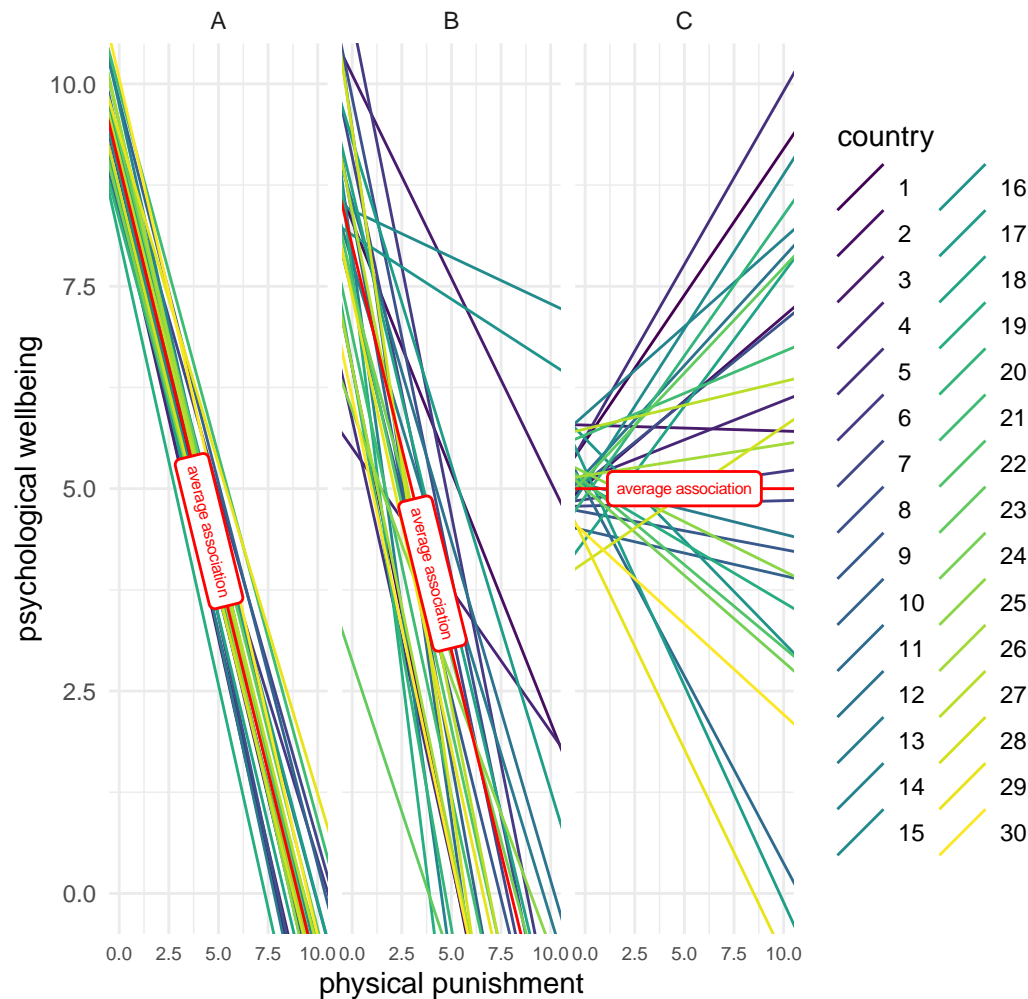 A B C
10.0
7.5
5.0
2.5
0.0
psychological wellbeing
average association
average association
average association
0.0 2.5 5.0 7.5 10.0 0.0 2.5 5.0 7.5 10.0 0.0 2.5 5.0 7.5 10.0
physical punishment
country
1 16
2 17
3 18
4 19
5 20
6 21
7 22
8 23
9 24
10 25
11 26
12 27
13 28
14 29
15 30